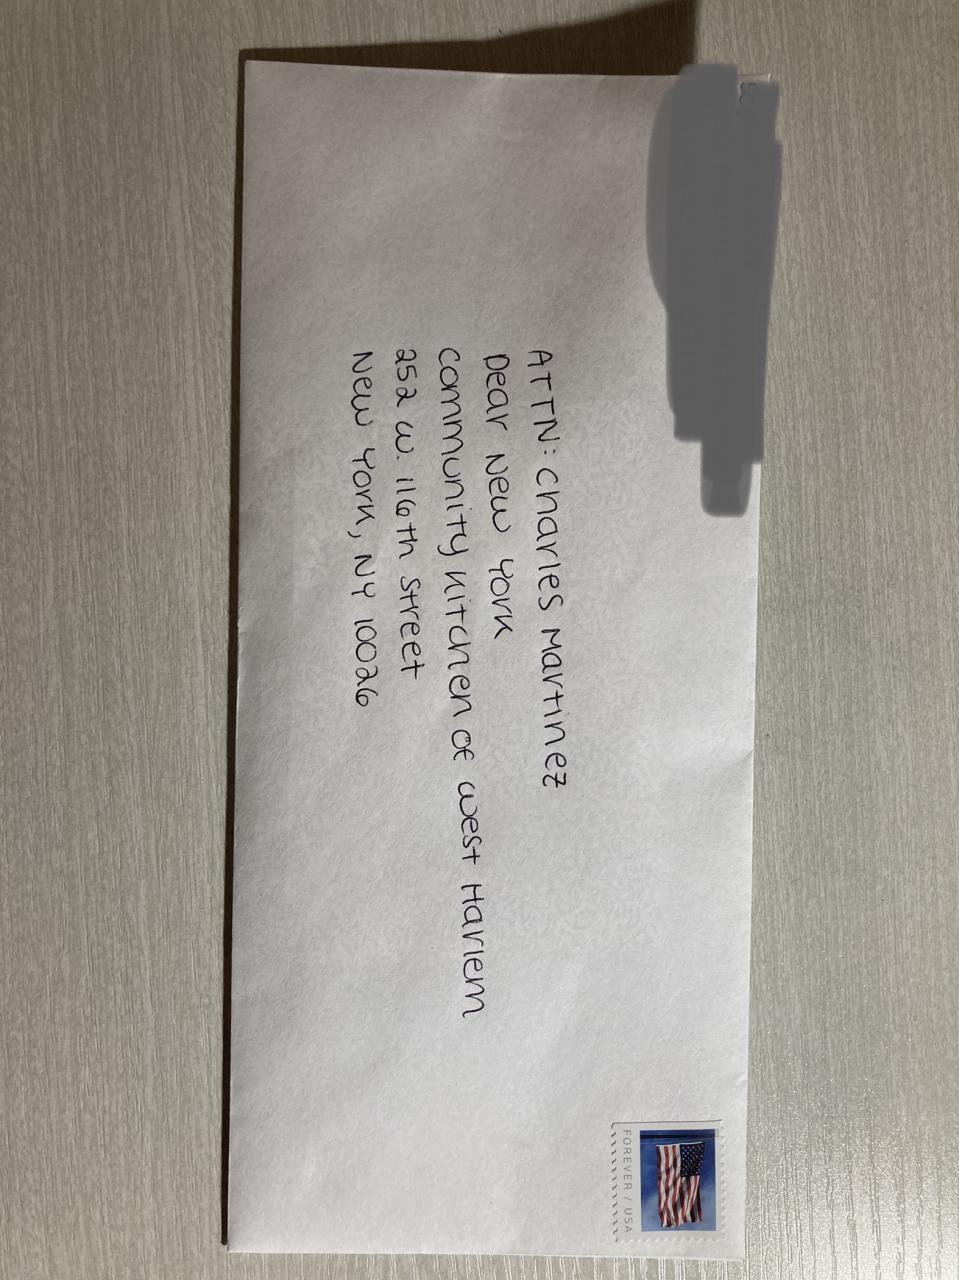 ATTN: Charles Martinez
Dear New York
Community Kitchen of West Harlem
252 W. 116th Street
New York, NY 10026
FOREVER / USA